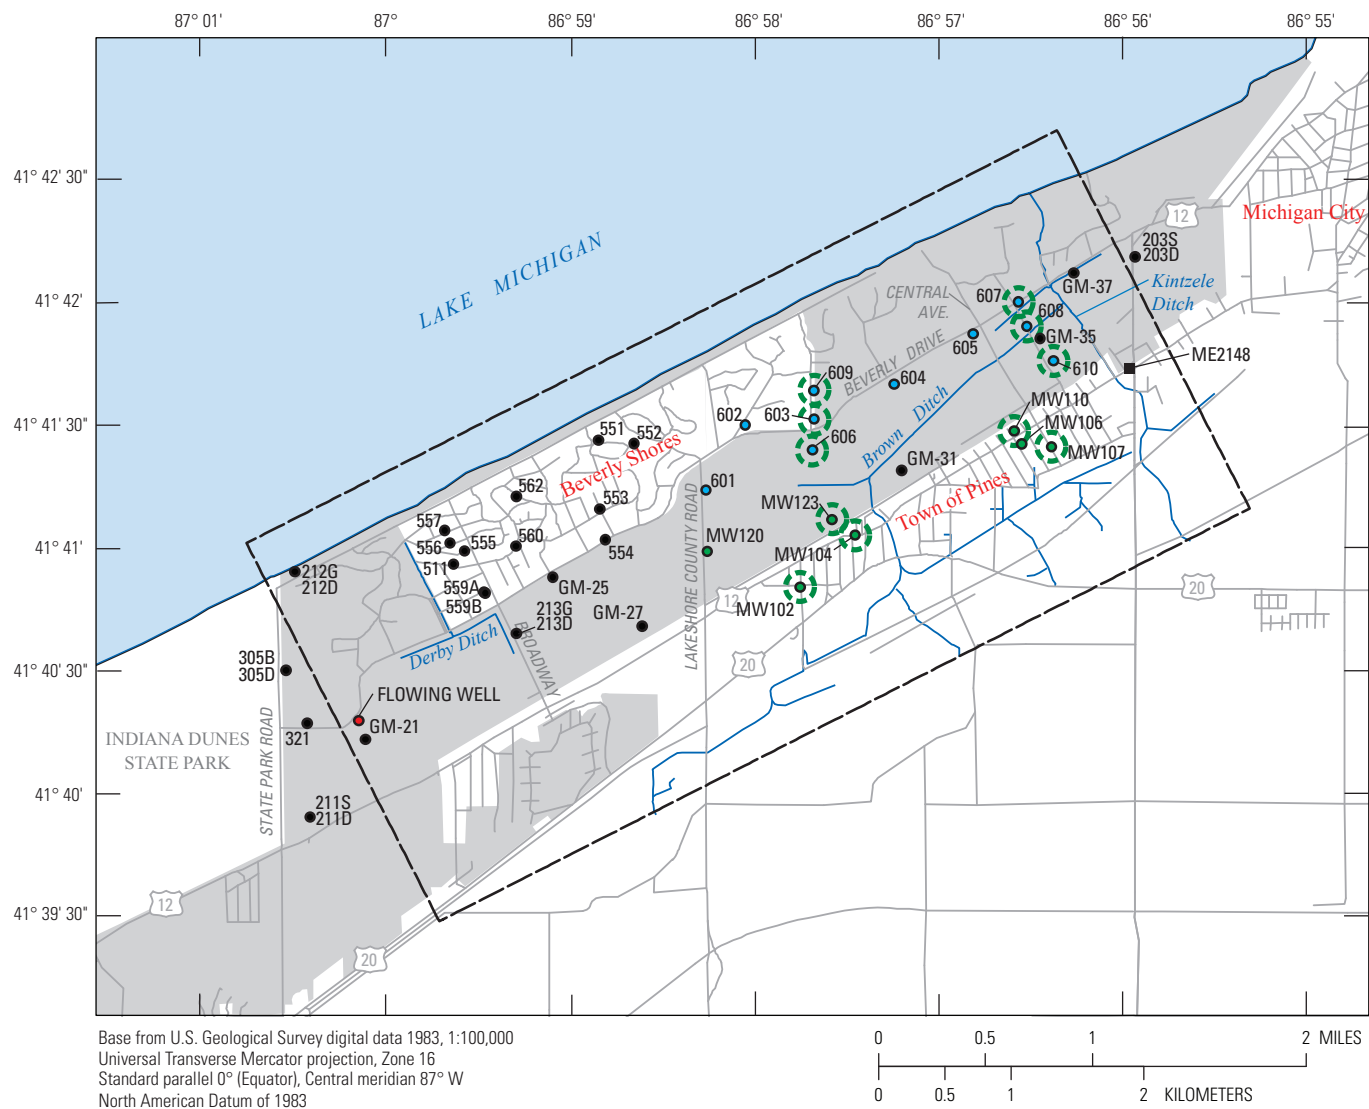 87° 01'
87°
86° 59'
86° 58'
86° 57'
86° 56'
86° 55'
41° 42' 30"
12
Michigan City
LAKE MICHIGAN
203S
203D
GM-37
Kintzele
Ditch
41° 42'
CENTRAL
AVE.
607
608
GM-35
605
BEVERLY DRIVE
ME2148
610
609
604
603
602
MW110
MW106
MW107
41° 41' 30"
551
552
606
Brown Ditch
GM-31
Beverly Shores
562
553
601
Town of Pines
MW123
557
556
555
560
554
MW120
MW104
41° 41'
511
212G
212D
559A
559B
GM-25
GM-27
213G
213D
12
MW102
20
LAKESHORE COUNTY ROAD
Derby Ditch
BROADWAY
20
41° 40' 30"
305B
305D
FLOWING WELL
GM-21
321
INDIANA DUNES
STATE PARK
STATE PARK ROAD
41° 40'
211S
211D
12
41° 39' 30"
20
Base from U.S. Geological Survey digital data 1983, 1:100,000
Universal Transverse Mercator projection, Zone 16
Standard parallel 0° (Equator), Central meridian 87° W
North American Datum of 1983
0 0.5 1 2 MILES
0 0.5 1 2 KILOMETERS